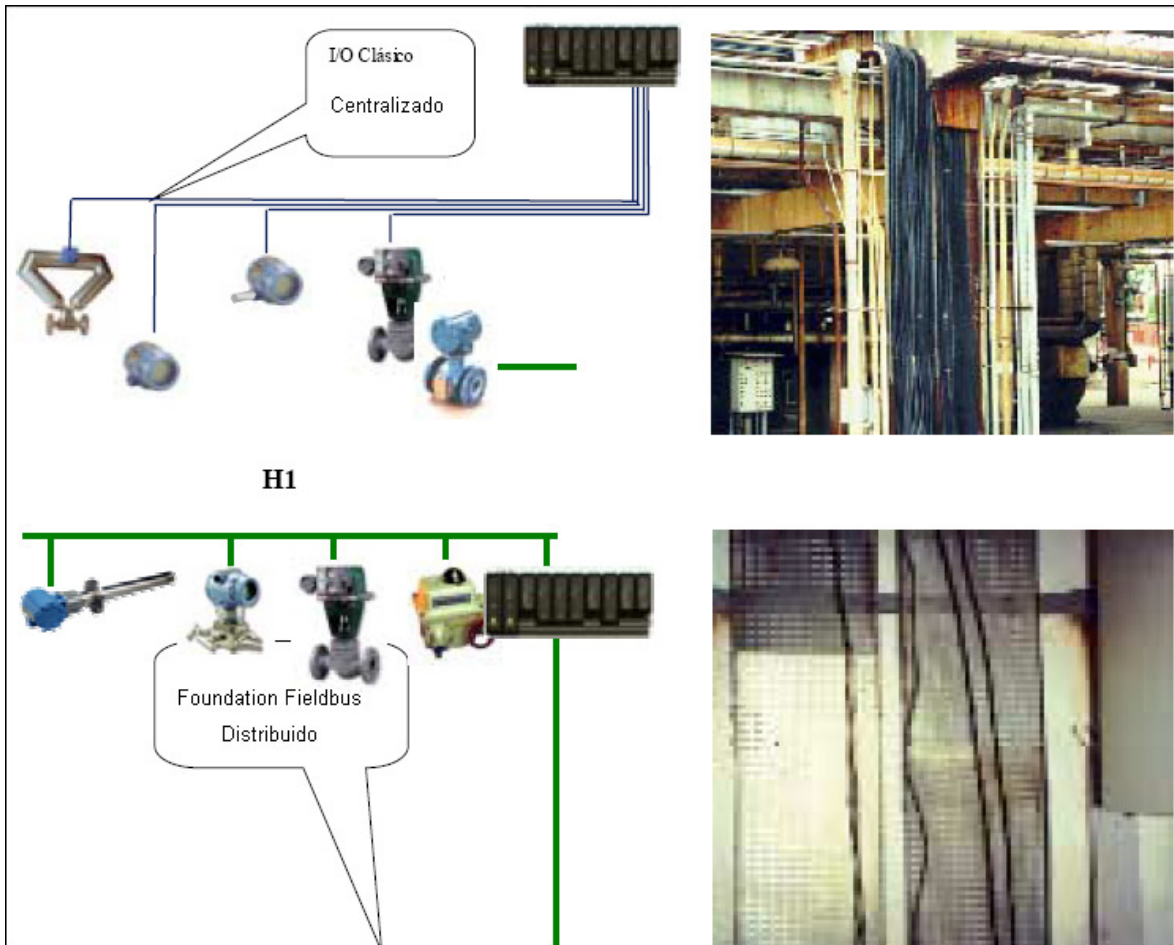 I/O Clásico
Centralizado
H1
Foundation Fieldbus
Distribuido